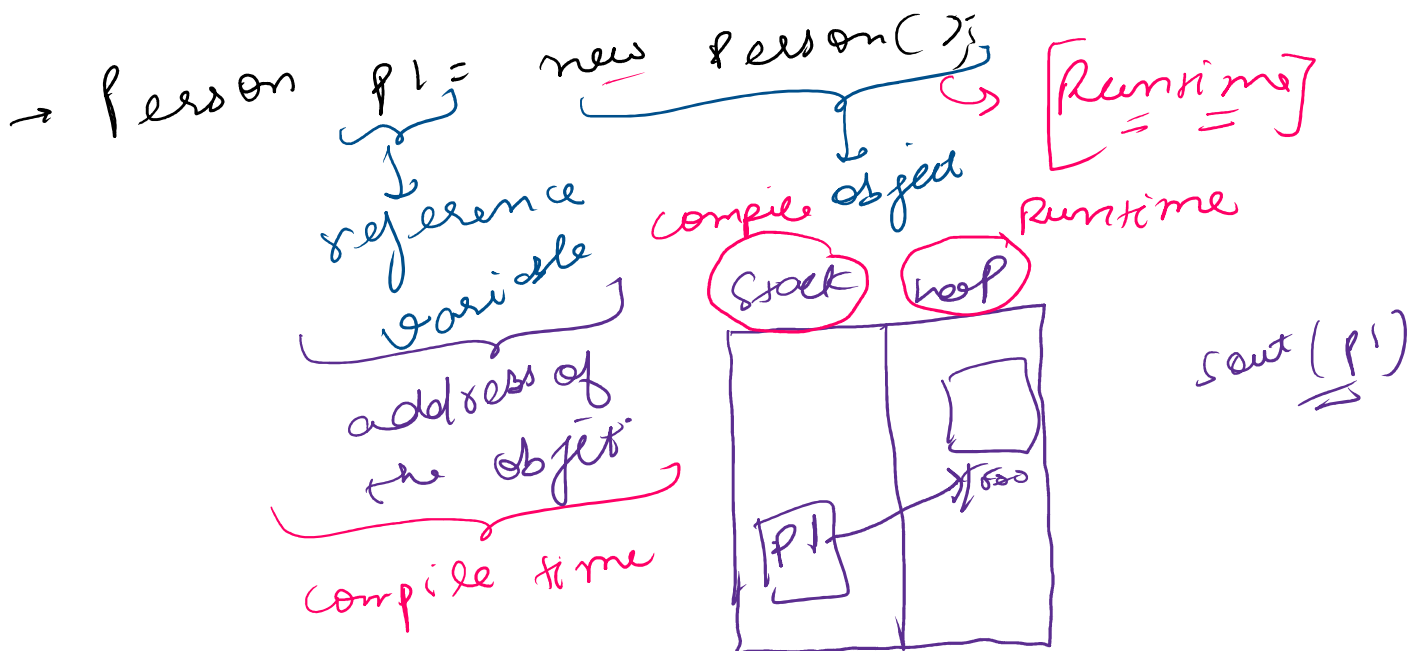 → Person p1 = new Person();
[Runtime]
reference
variable
object
compile
Runtime
Stack
heap
address of
the objet
compile time
p1
sout (p1)